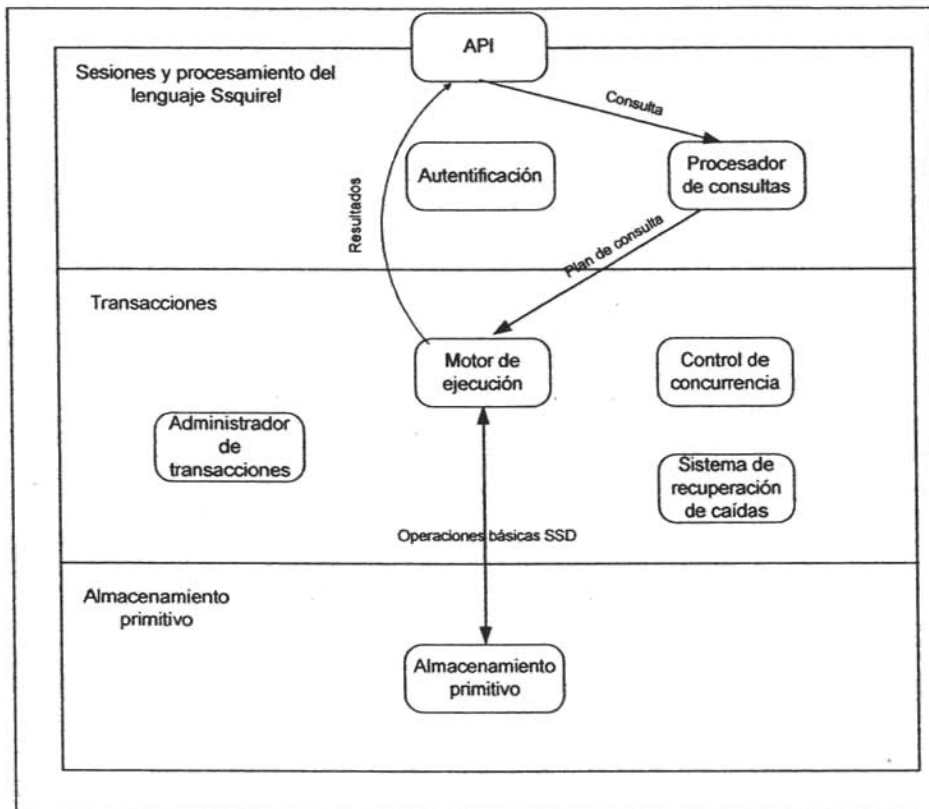 API
Sesiones y procesamiento del
lenguaje Ssquirel
Consulta
Autentificación
Procesador
de consultas
Resultados
Plan de consulta
Transacciones
Motor de
ejecución
Control de
concurrencia
Administrador
de
transacciones
Sistema de
recuperación
de caídas
Operaciones básicas SSD
Almacenamiento
primitivo
Almacenamiento
primitivo